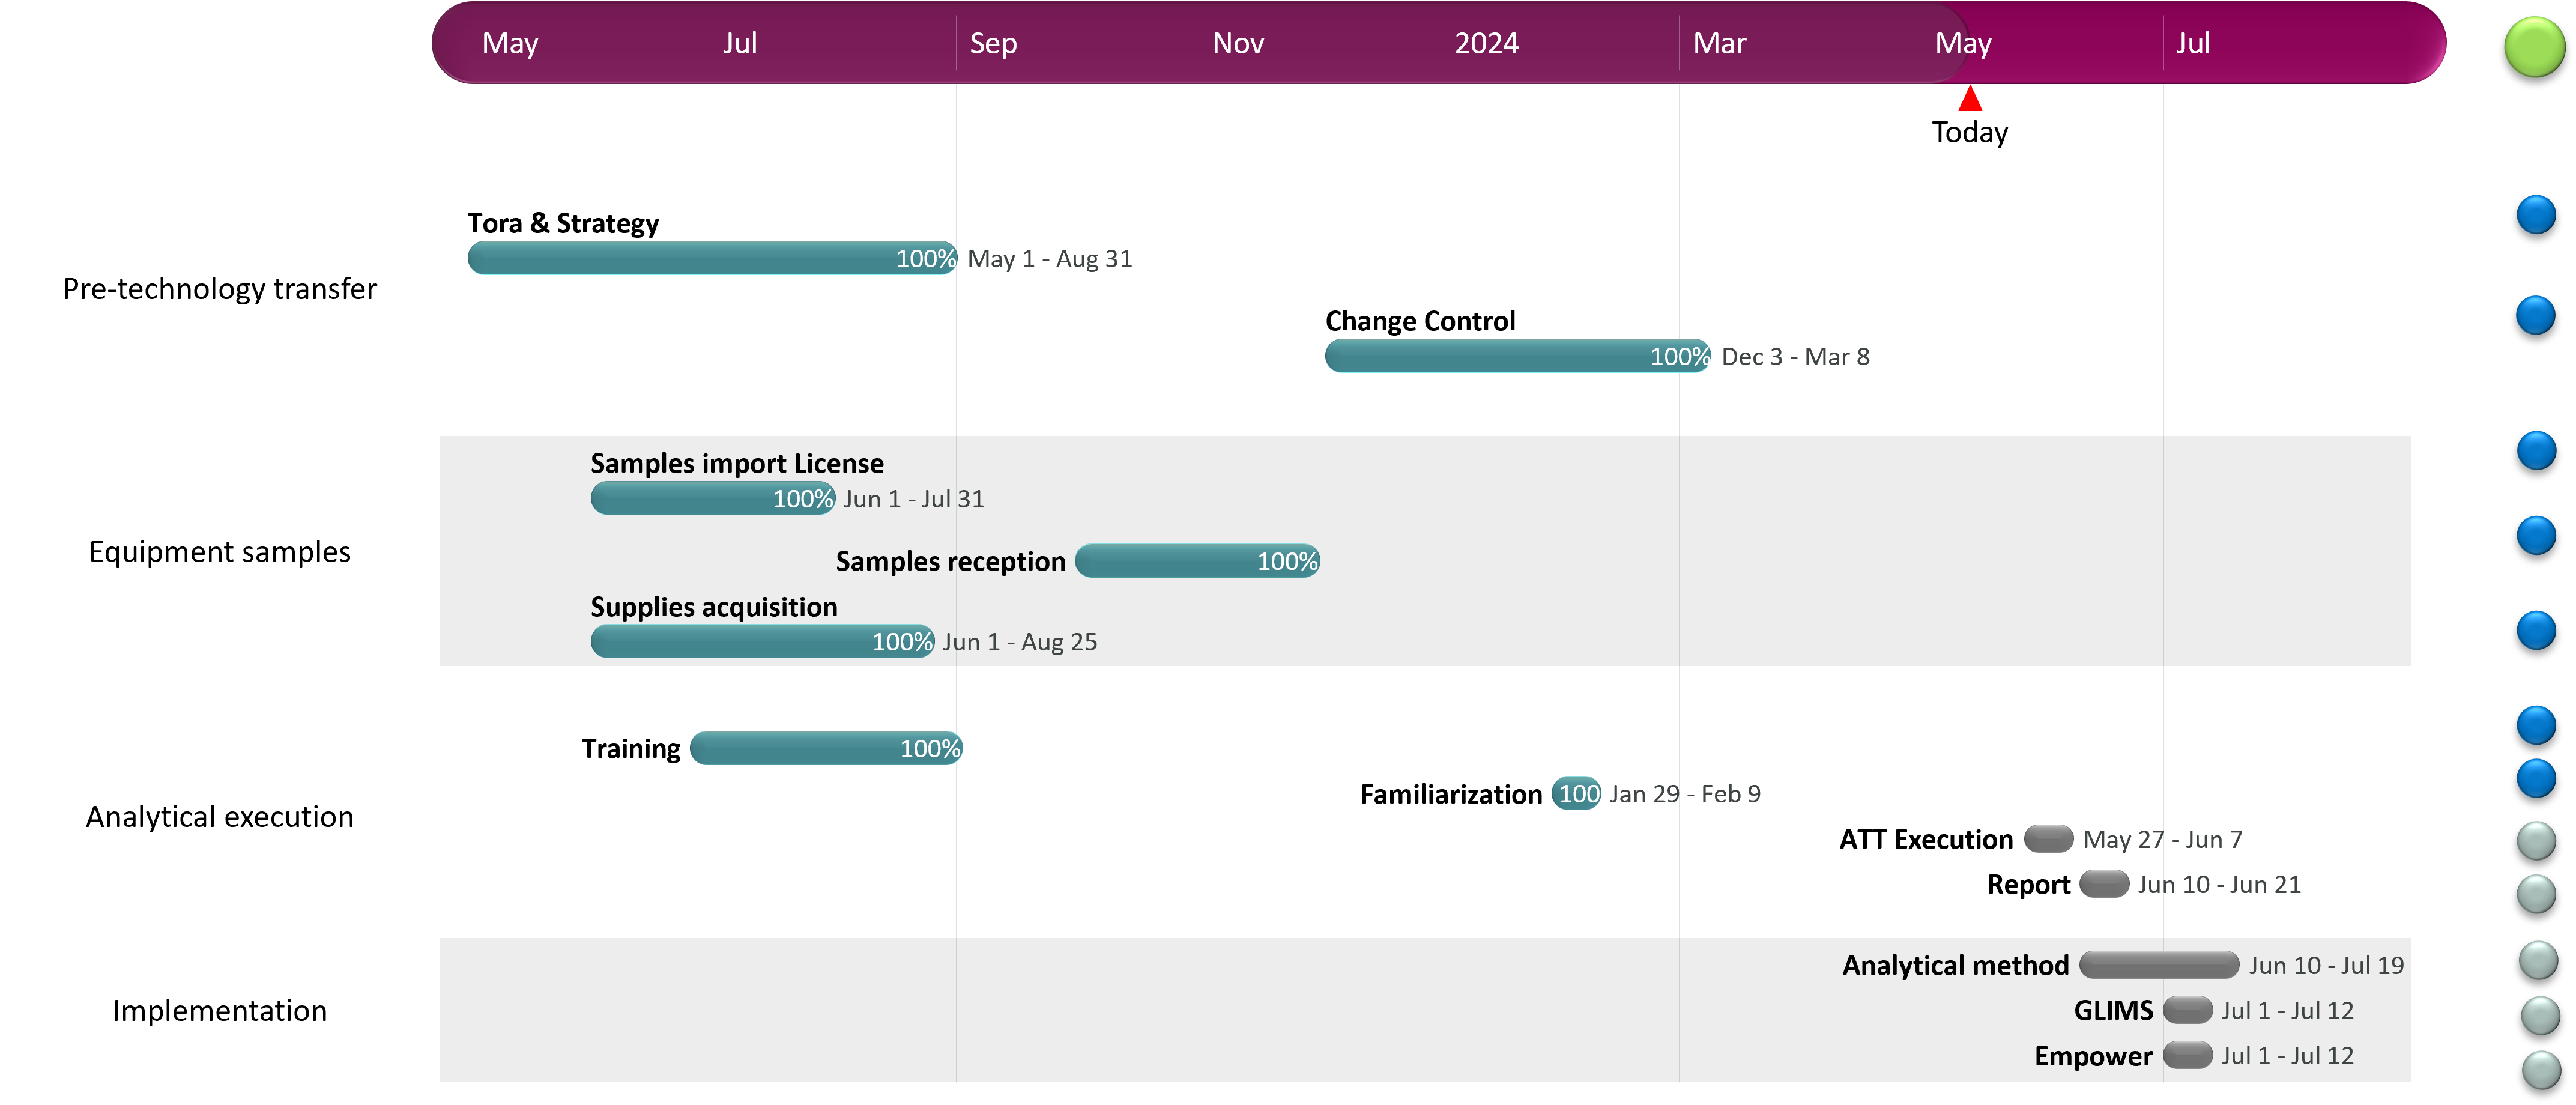 May Jul Sep Nov 2024 Mar May Jul
Today
Tora & Strategy
100% May 1 - Aug 31
Pre-technology transfer
Change Control
100% Dec 3 - Mar 8
Samples import License
100% Jun 1 - Jul 31
Equipment samples
Samples reception 100%
Supplies acquisition
100% Jun 1 - Aug 25
Training 100%
Familiarization 100 Jan 29 - Feb 9
Analytical execution
ATT Execution May 27 - Jun 7
Report Jun 10 - Jun 21
Analytical method Jun 10 - Jul 19
Implementation
GLIMS Jul 1 - Jul 12
Empower Jul 1 - Jul 12